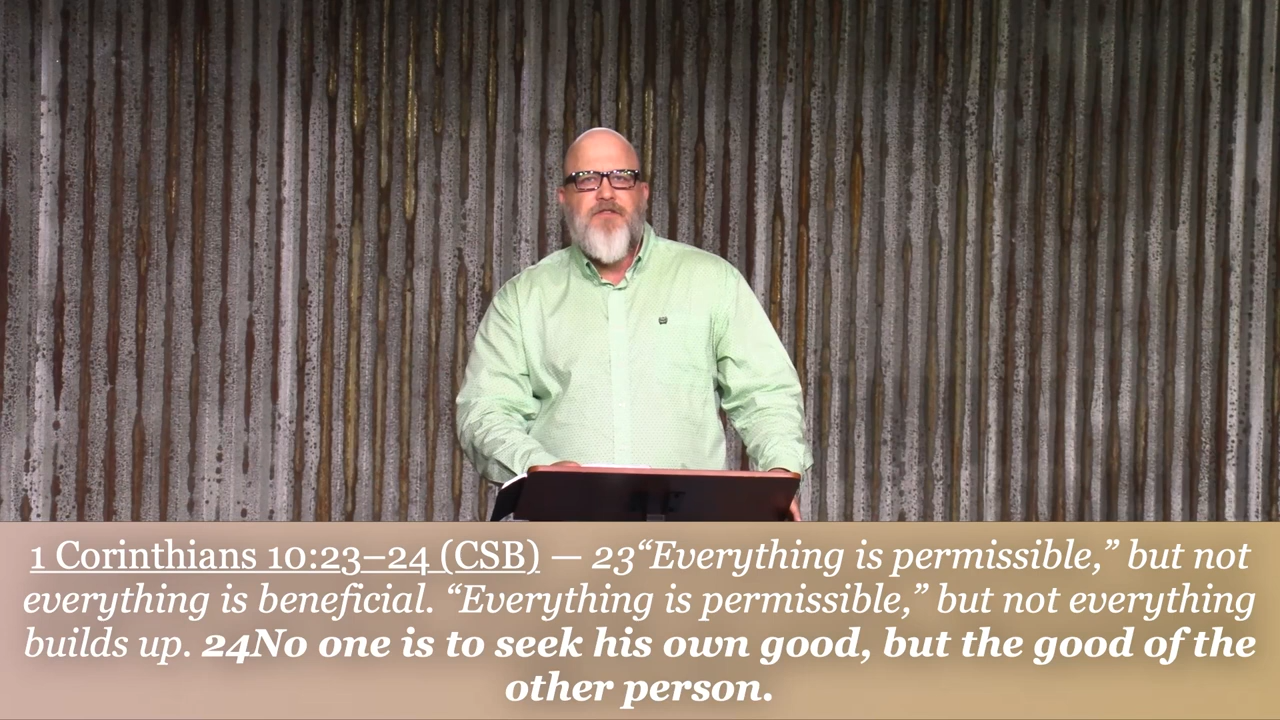 1 Corinthians 10:23–24 (CSB) — 23“Everything is permissible,” but not
everything is beneficial. “Everything is permissible,” but not everything
builds up. 24No one is to seek his own good, but the good of the
other person.